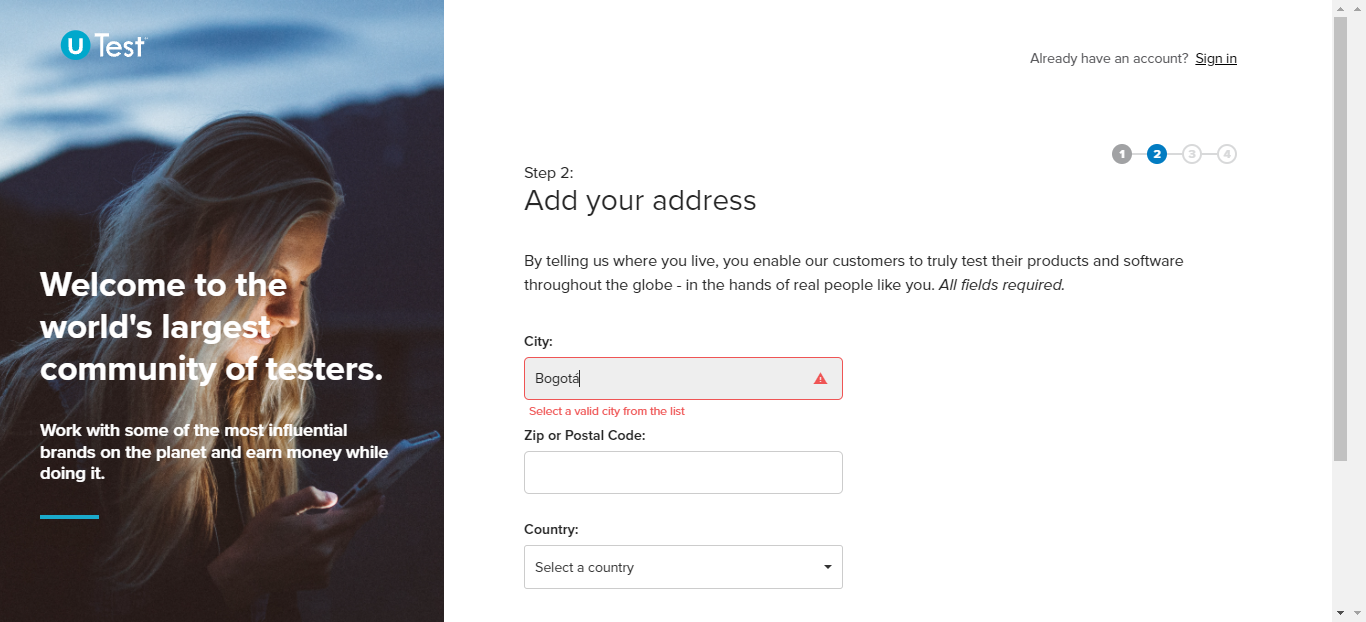 U Test
Already have an account? Sign in
1 2 3 4
Step 2:
Add your address
By telling us where you live, you enable our customers to truly test their products and software
throughout the globe - in the hands of real people like you. All fields required.
City:
Bogotá
Select a valid city from the list
Zip or Postal Code:
Country:
Select a country
Welcome to the
world's largest
community of testers.
Work with some of the most influential
brands on the planet and earn money while
doing it.